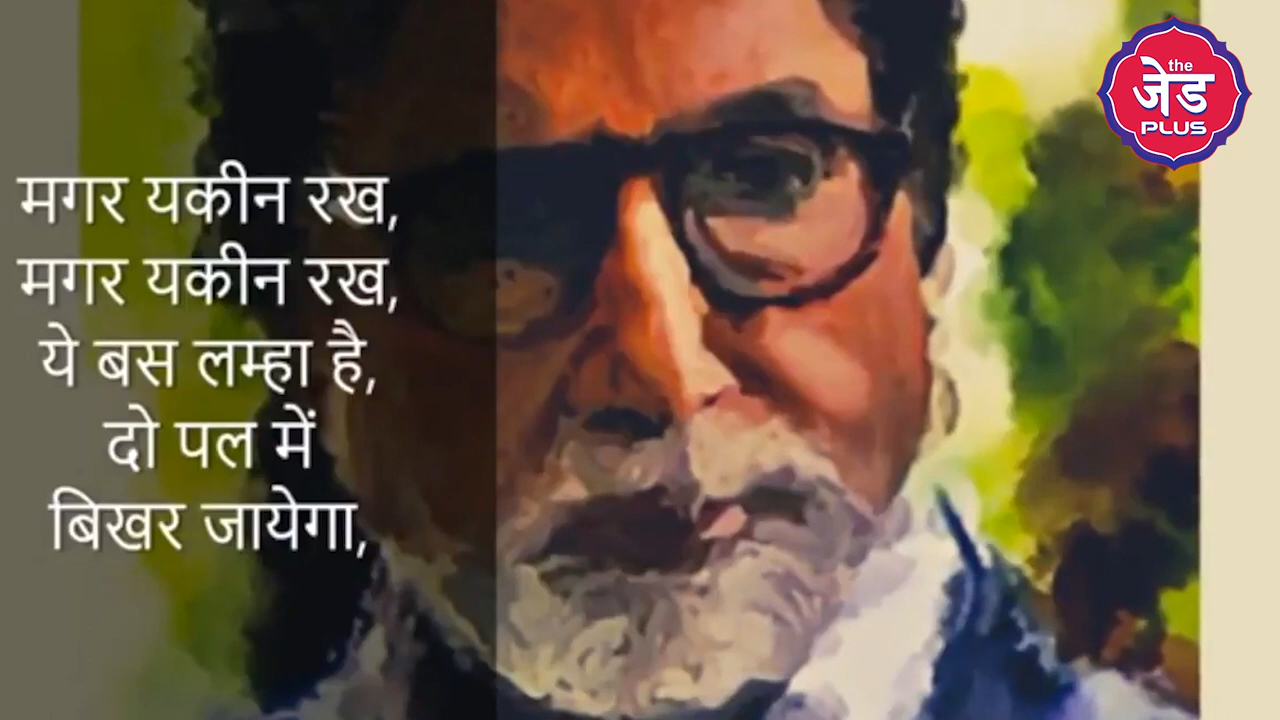 मगर यकीन रख,
मगर यकीन रख,
ये बस लम्हा है,
दो पल में
बिखर जायेगा,
the
जेड
PLUS